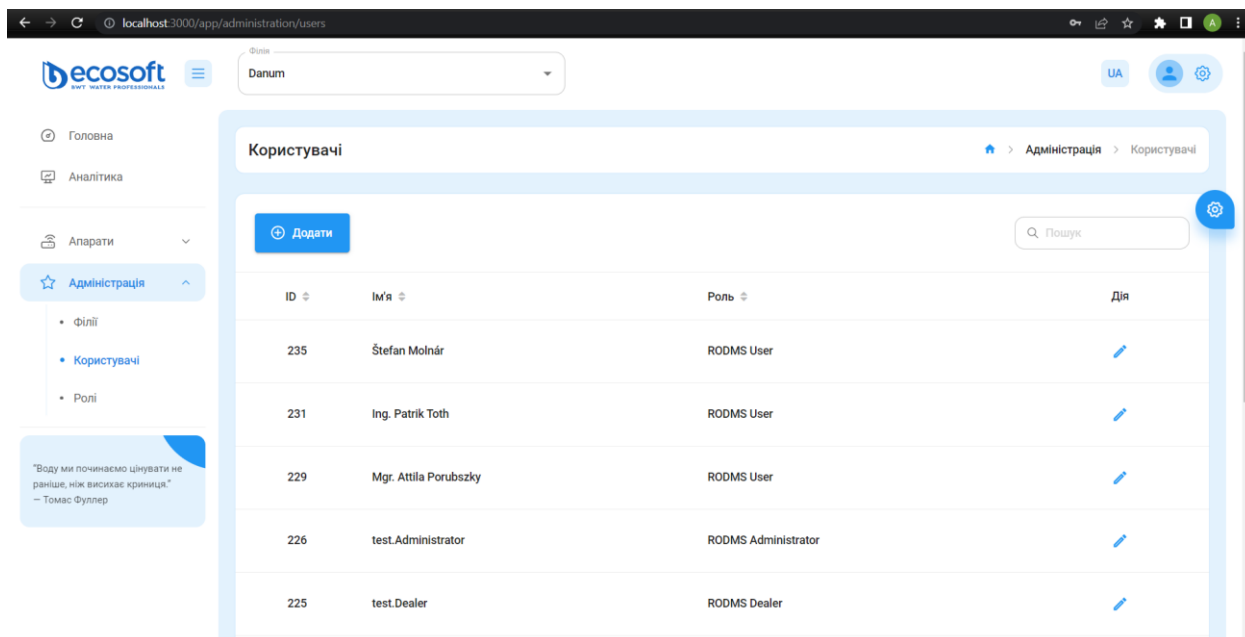 localhost:3000/app/administration/users
A
ecosoft
BWT WATER PROFESSIONALS
Філія
Danum
UA
Головна
Аналітика
Апарати
Адміністрація
• Філії
• Користувачі
• Ролі
"Воду ми починаємо цінувати не
раніше, ніж висихає криниця."
— Томас Фуллер
Користувачі
Адміністрація > Користувачі
Додати
Пошук
ID Ім'я Роль Дія
235 Štefan Molnár RODMS User
231 Ing. Patrik Toth RODMS User
229 Mgr. Attila Porubszky RODMS User
226 test.Administrator RODMS Administrator
225 test.Dealer RODMS Dealer